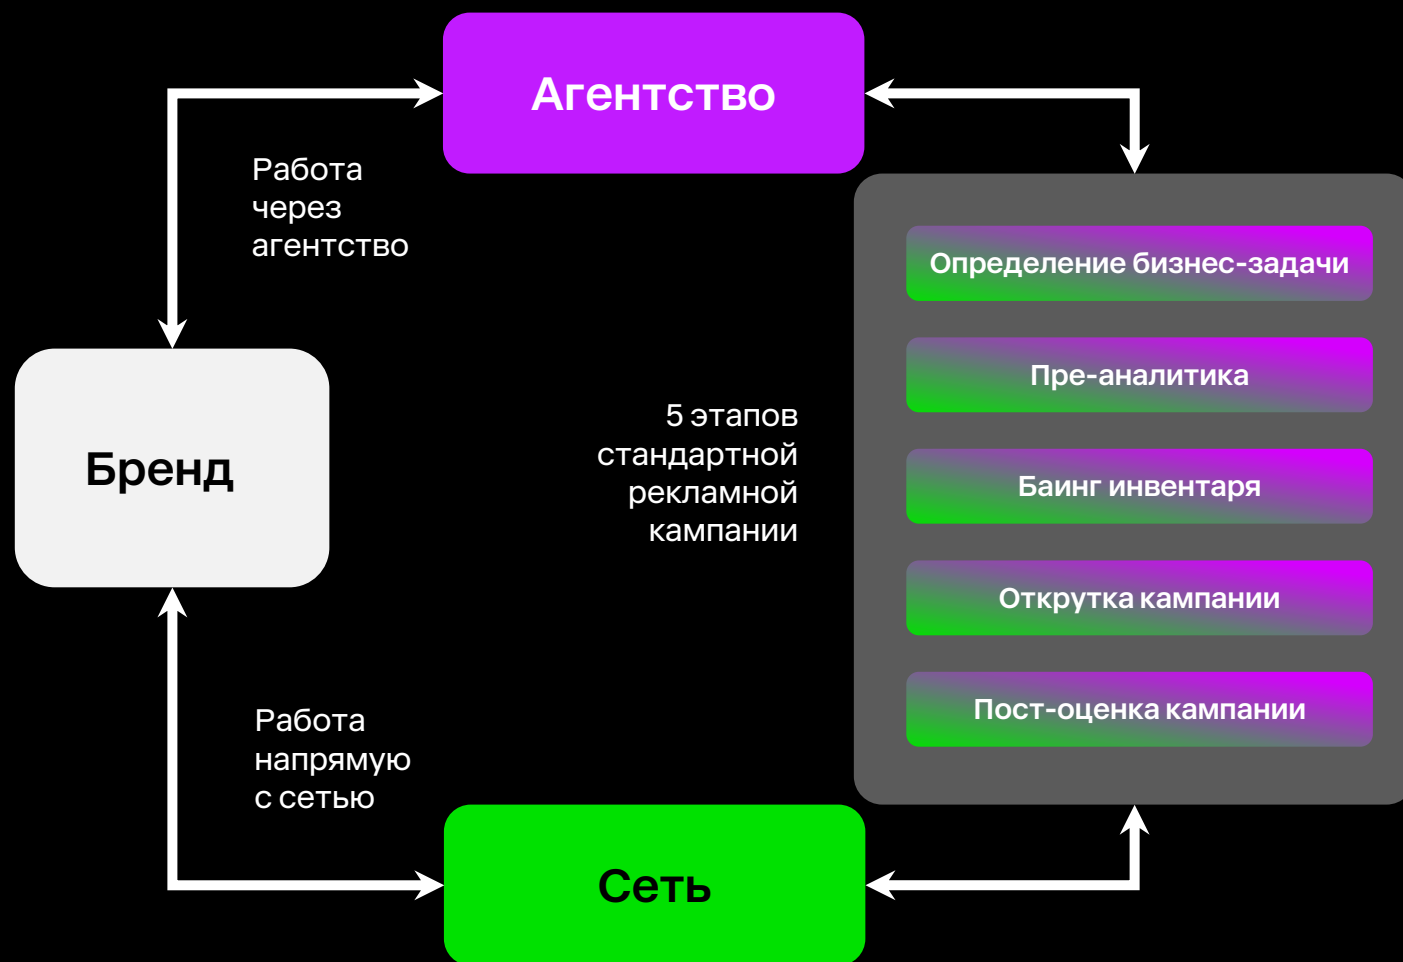 Агентство
Работа
через
агентство
Бренд
5 этапов
стандартной
рекламной
кампании
Определение бизнес-задачи
Пре-аналитика
Баинг инвентаря
Открутка кампании
Пост-оценка кампании
Работа
напрямую
с сетью
Сеть